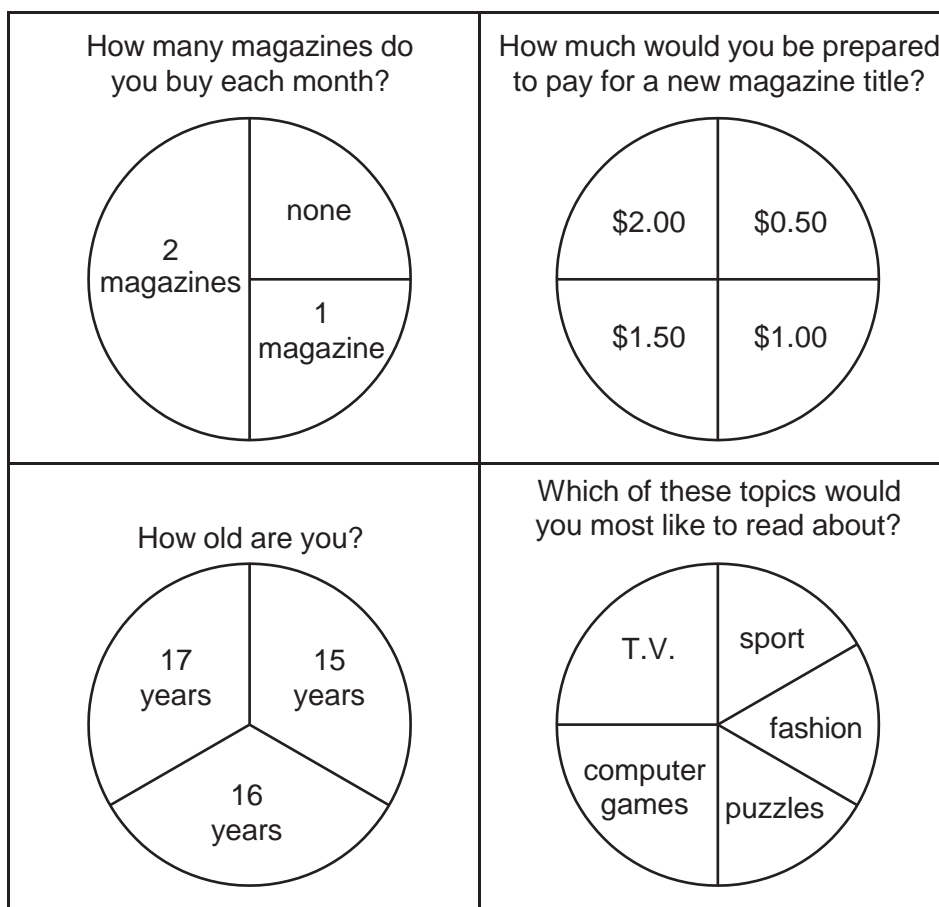 How many magazines do
you buy each month?
none
2
magazines
1
magazine
How much would you be prepared
to pay for a new magazine title?
$2.00
$0.50
$1.50
$1.00
How old are you?
17
years
15
years
16
years
Which of these topics would
you most like to read about?
T.V.
sport
fashion
computer
games
puzzles